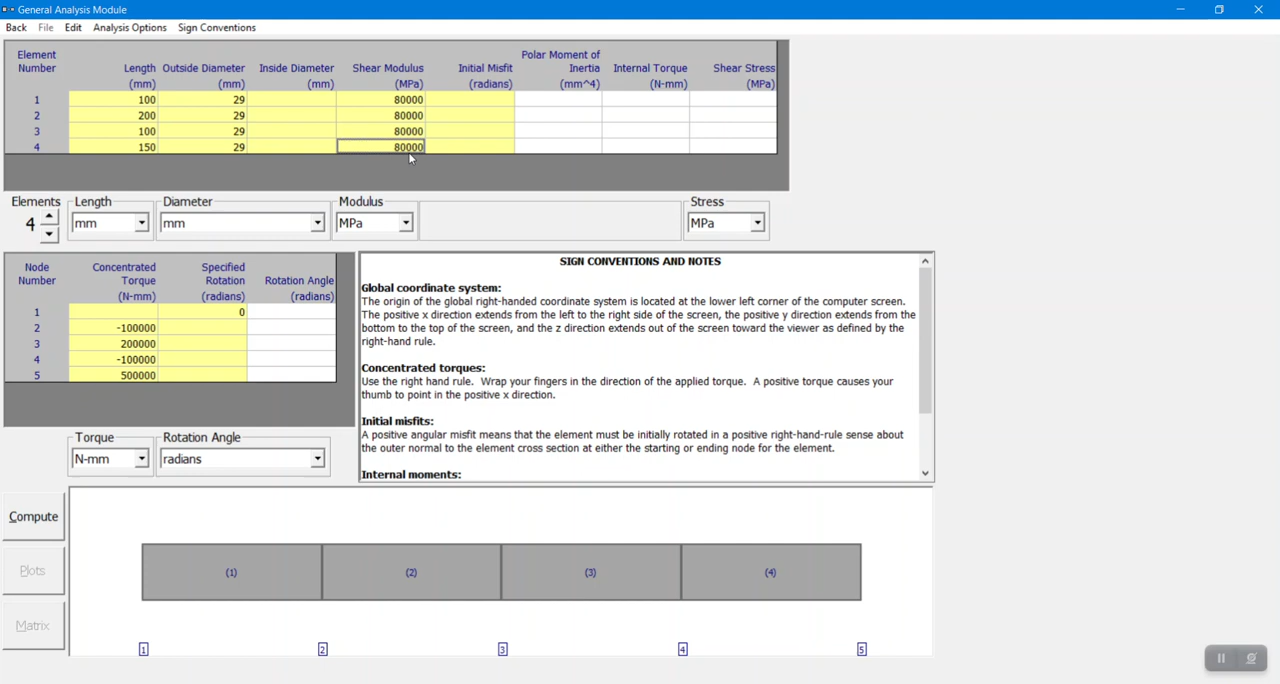 General Analysis Module
Back File Edit Analysis Options Sign Conventions
Element Polar Moment of
Number Length Outside Diameter Inside Diameter Shear Modulus Initial Misfit Inertia Internal Torque Shear Stress
(mm) (mm) (mm) (MPa) (radians) (mm^4) (N-mm) (MPa)
1 100 29 80000
2 200 29 80000
3 100 29 80000
4 150 29 80000
Elements Length Diameter Modulus Stress
4 mm mm MPa MPa
Node Concentrated Specified
Number Torque Rotation Rotation Angle
(N-mm) (radians) (radians)
1 0
2 -100000
3 200000
4 -100000
5 500000
Torque Rotation Angle
N-mm radians
SIGN CONVENTIONS AND NOTES
Global coordinate system:
The origin of the global right-handed coordinate system is located at the lower left corner of the computer screen.
The positive x direction extends from the left to the right side of the screen, the positive y direction extends from the
bottom to the top of the screen, and the z direction extends out of the screen toward the viewer as defined by the
right-hand rule.
Concentrated torques:
Use the right hand rule. Wrap your fingers in the direction of the applied torque. A positive torque causes your
thumb to point in the positive x direction.
Initial misfits:
A positive angular misfit means that the element must be initially rotated in a positive right-hand-rule sense about
the outer normal to the element cross section at either the starting or ending node for the element.
Internal moments:
Compute
Plots
Matrix
(1) (2) (3) (4)
1 2 3 4 5